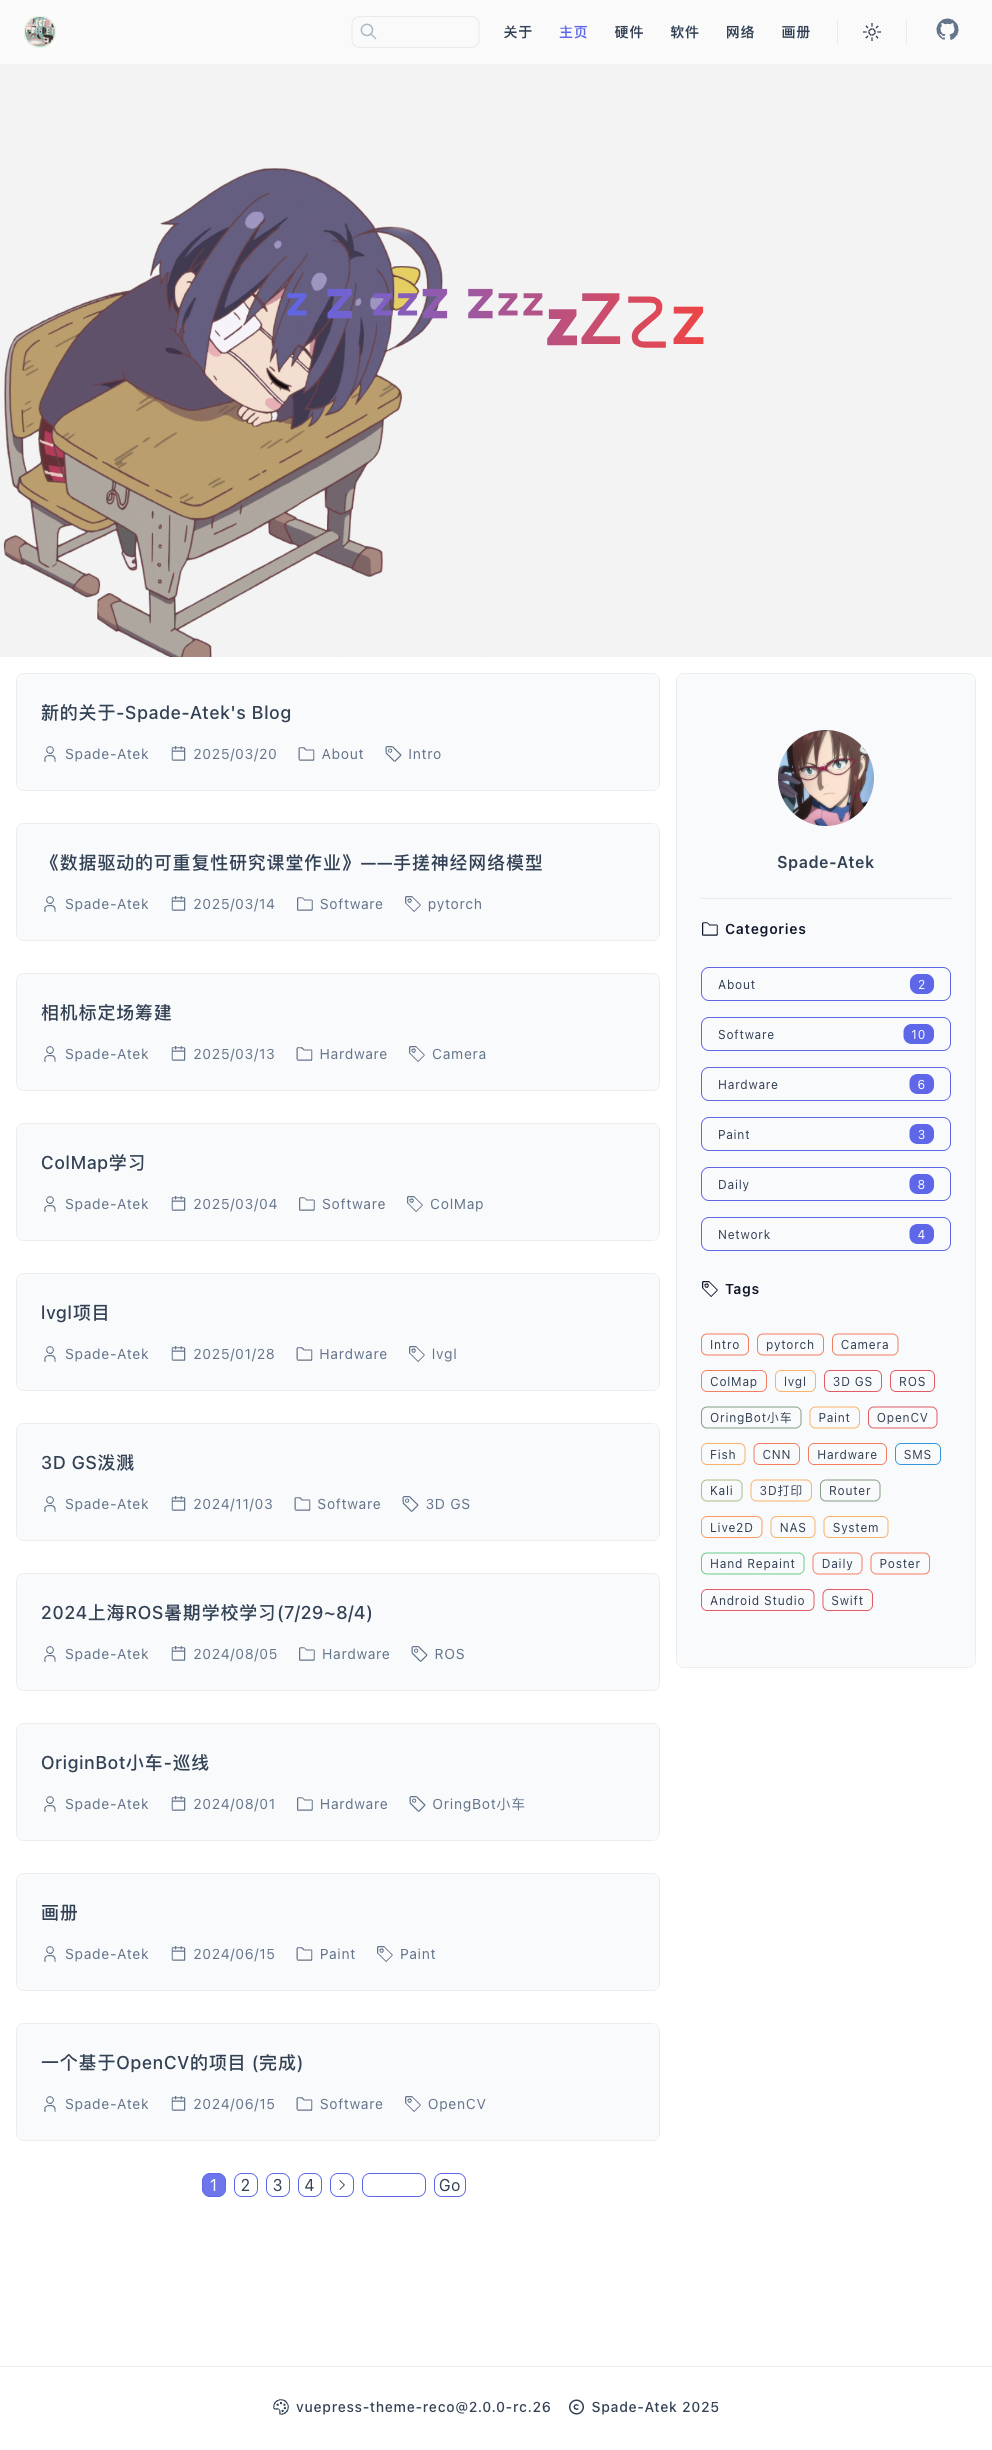 关于 主页 硬件 软件 网络 画册
z z zzz zzzzZzz
新的关于-Spade-Atek's Blog
Spade-Atek 2025/03/20 About Intro
《数据驱动的可重复性研究课堂作业》——手搓神经网络模型
Spade-Atek 2025/03/14 Software pytorch
相机标定场筹建
Spade-Atek 2025/03/13 Hardware Camera
ColMap学习
Spade-Atek 2025/03/04 Software ColMap
lvgl项目
Spade-Atek 2025/01/28 Hardware lvgl
3D GS泼溅
Spade-Atek 2024/11/03 Software 3D GS
2024上海ROS暑期学校学习(7/29~8/4)
Spade-Atek 2024/08/05 Hardware ROS
OriginBot小车-巡线
Spade-Atek 2024/08/01 Hardware OringBot小车
画册
Spade-Atek 2024/06/15 Paint Paint
一个基于OpenCV的项目 (完成)
Spade-Atek 2024/06/15 Software OpenCV
1 2 3 4 > Go
Spade-Atek
Categories
About 2
Software 10
Hardware 6
Paint 3
Daily 8
Network 4
Tags
Intro pytorch Camera
ColMap lvgl 3D GS ROS
OringBot小车 Paint OpenCV
Fish CNN Hardware SMS
Kali 3D打印 Router
Live2D NAS System
Hand Repaint Daily Poster
Android Studio Swift
vuepress-theme-reco@2.0.0-rc.26 Spade-Atek 2025